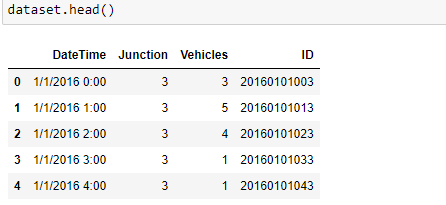 dataset.head()
DateTime Junction Vehicles ID
0 1/1/2016 0:00 3 3 20160101003
1 1/1/2016 1:00 3 5 20160101013
2 1/1/2016 2:00 3 4 20160101023
3 1/1/2016 3:00 3 1 20160101033
4 1/1/2016 4:00 3 1 20160101043